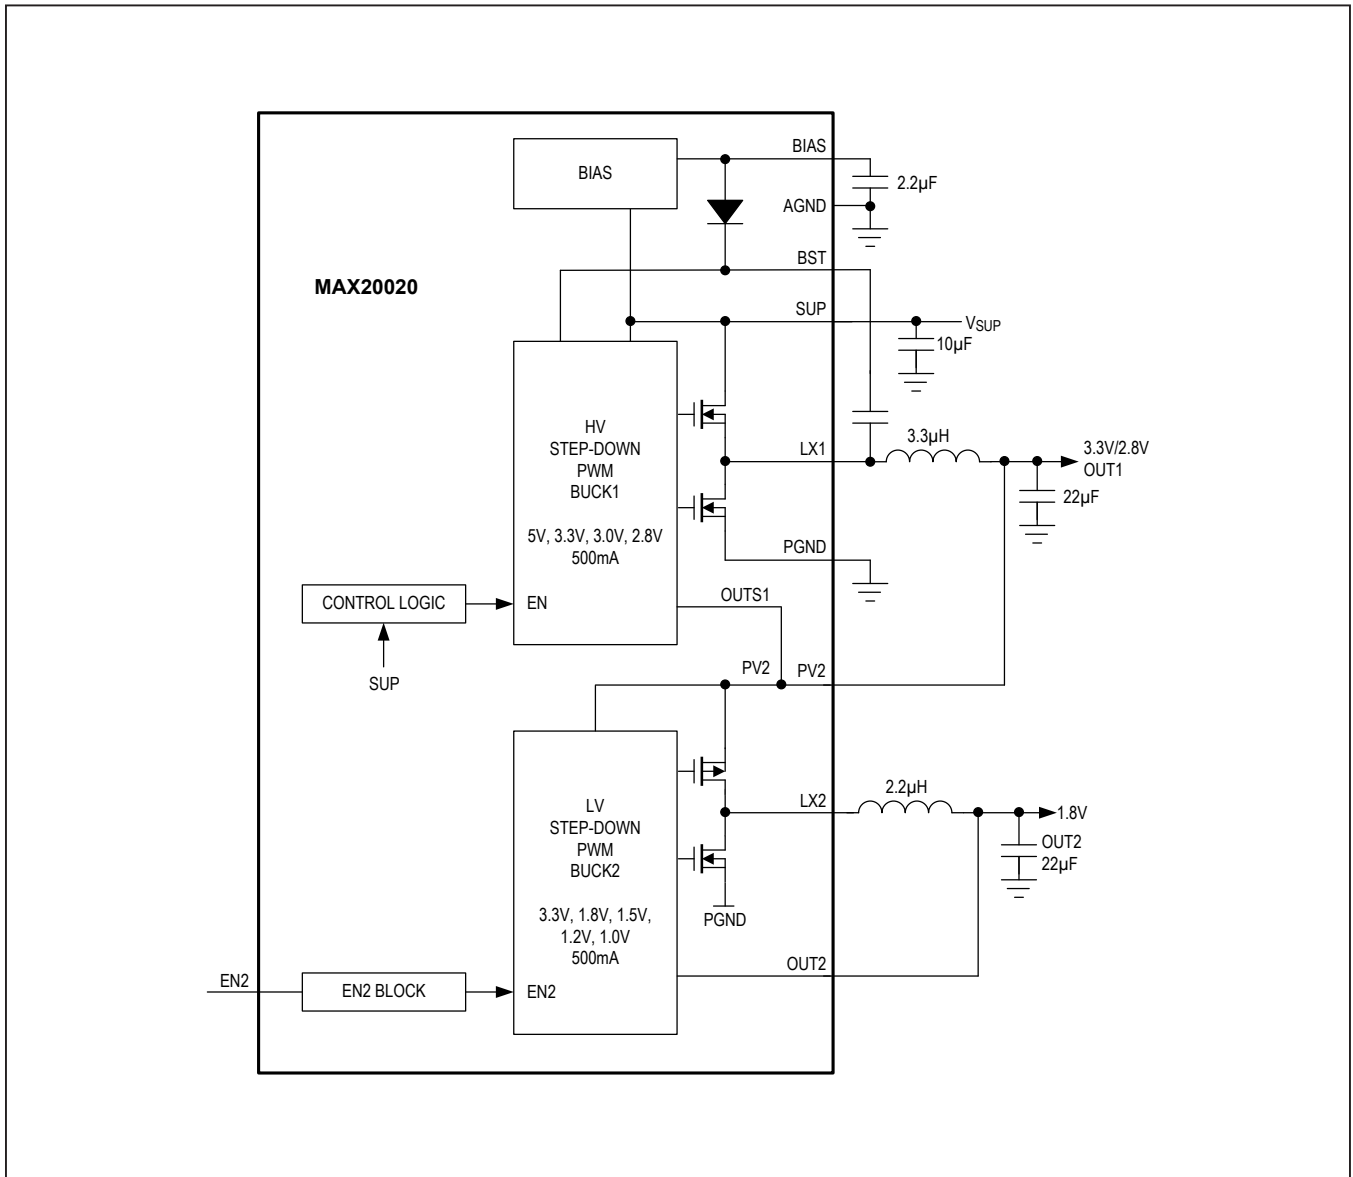 BIAS
BIAS
2.2µF
AGND
BST
MAX20020
SUP
VSUP
10µF
HV
STEP-DOWN
PWM
BUCK1
5V, 3.3V, 3.0V, 2.8V
500mA
LX1
3.3µH
3.3V/2.8V
OUT1
22µF
PGND
CONTROL LOGIC
EN
OUTS1
SUP
PV2
PV2
LV
STEP-DOWN
PWM
BUCK2
3.3V, 1.8V, 1.5V,
1.2V, 1.0V
500mA
LX2
2.2µH
1.8V
OUT2
22µF
PGND
OUT2
EN2
EN2 BLOCK
EN2